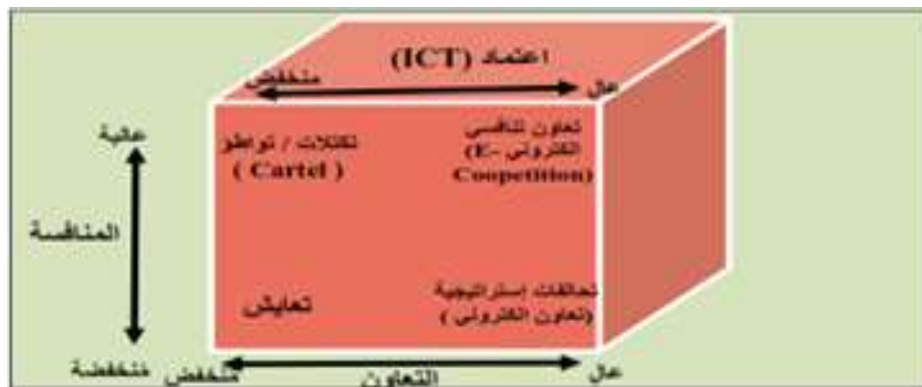 اعتماد (ICT)
منخفض عال
عالية
تكتلات / تواطؤ
( Cartel )
تعاون تنافسي
الكتروني -E)
Coopetition)
المنافسة
تعايش
تحالفات إستراتيجية
(تعاون الكتروني )
منخفضة
منخفض التعاون عال